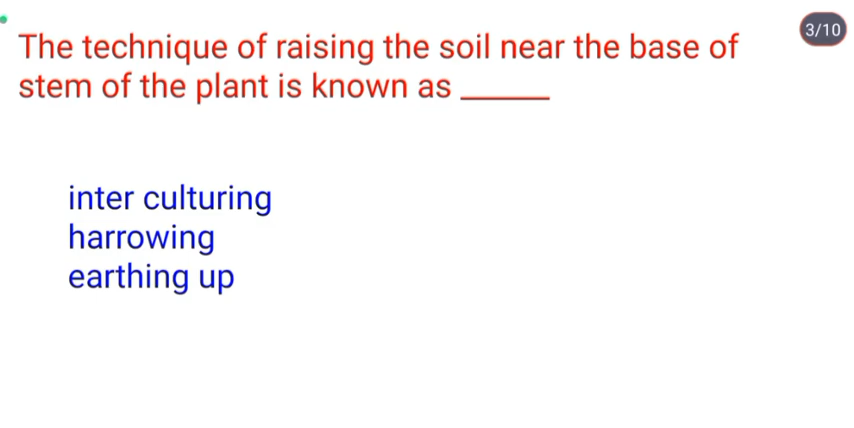 3/10
The technique of raising the soil near the base of
stem of the plant is known as ______
inter culturing
harrowing
earthing up